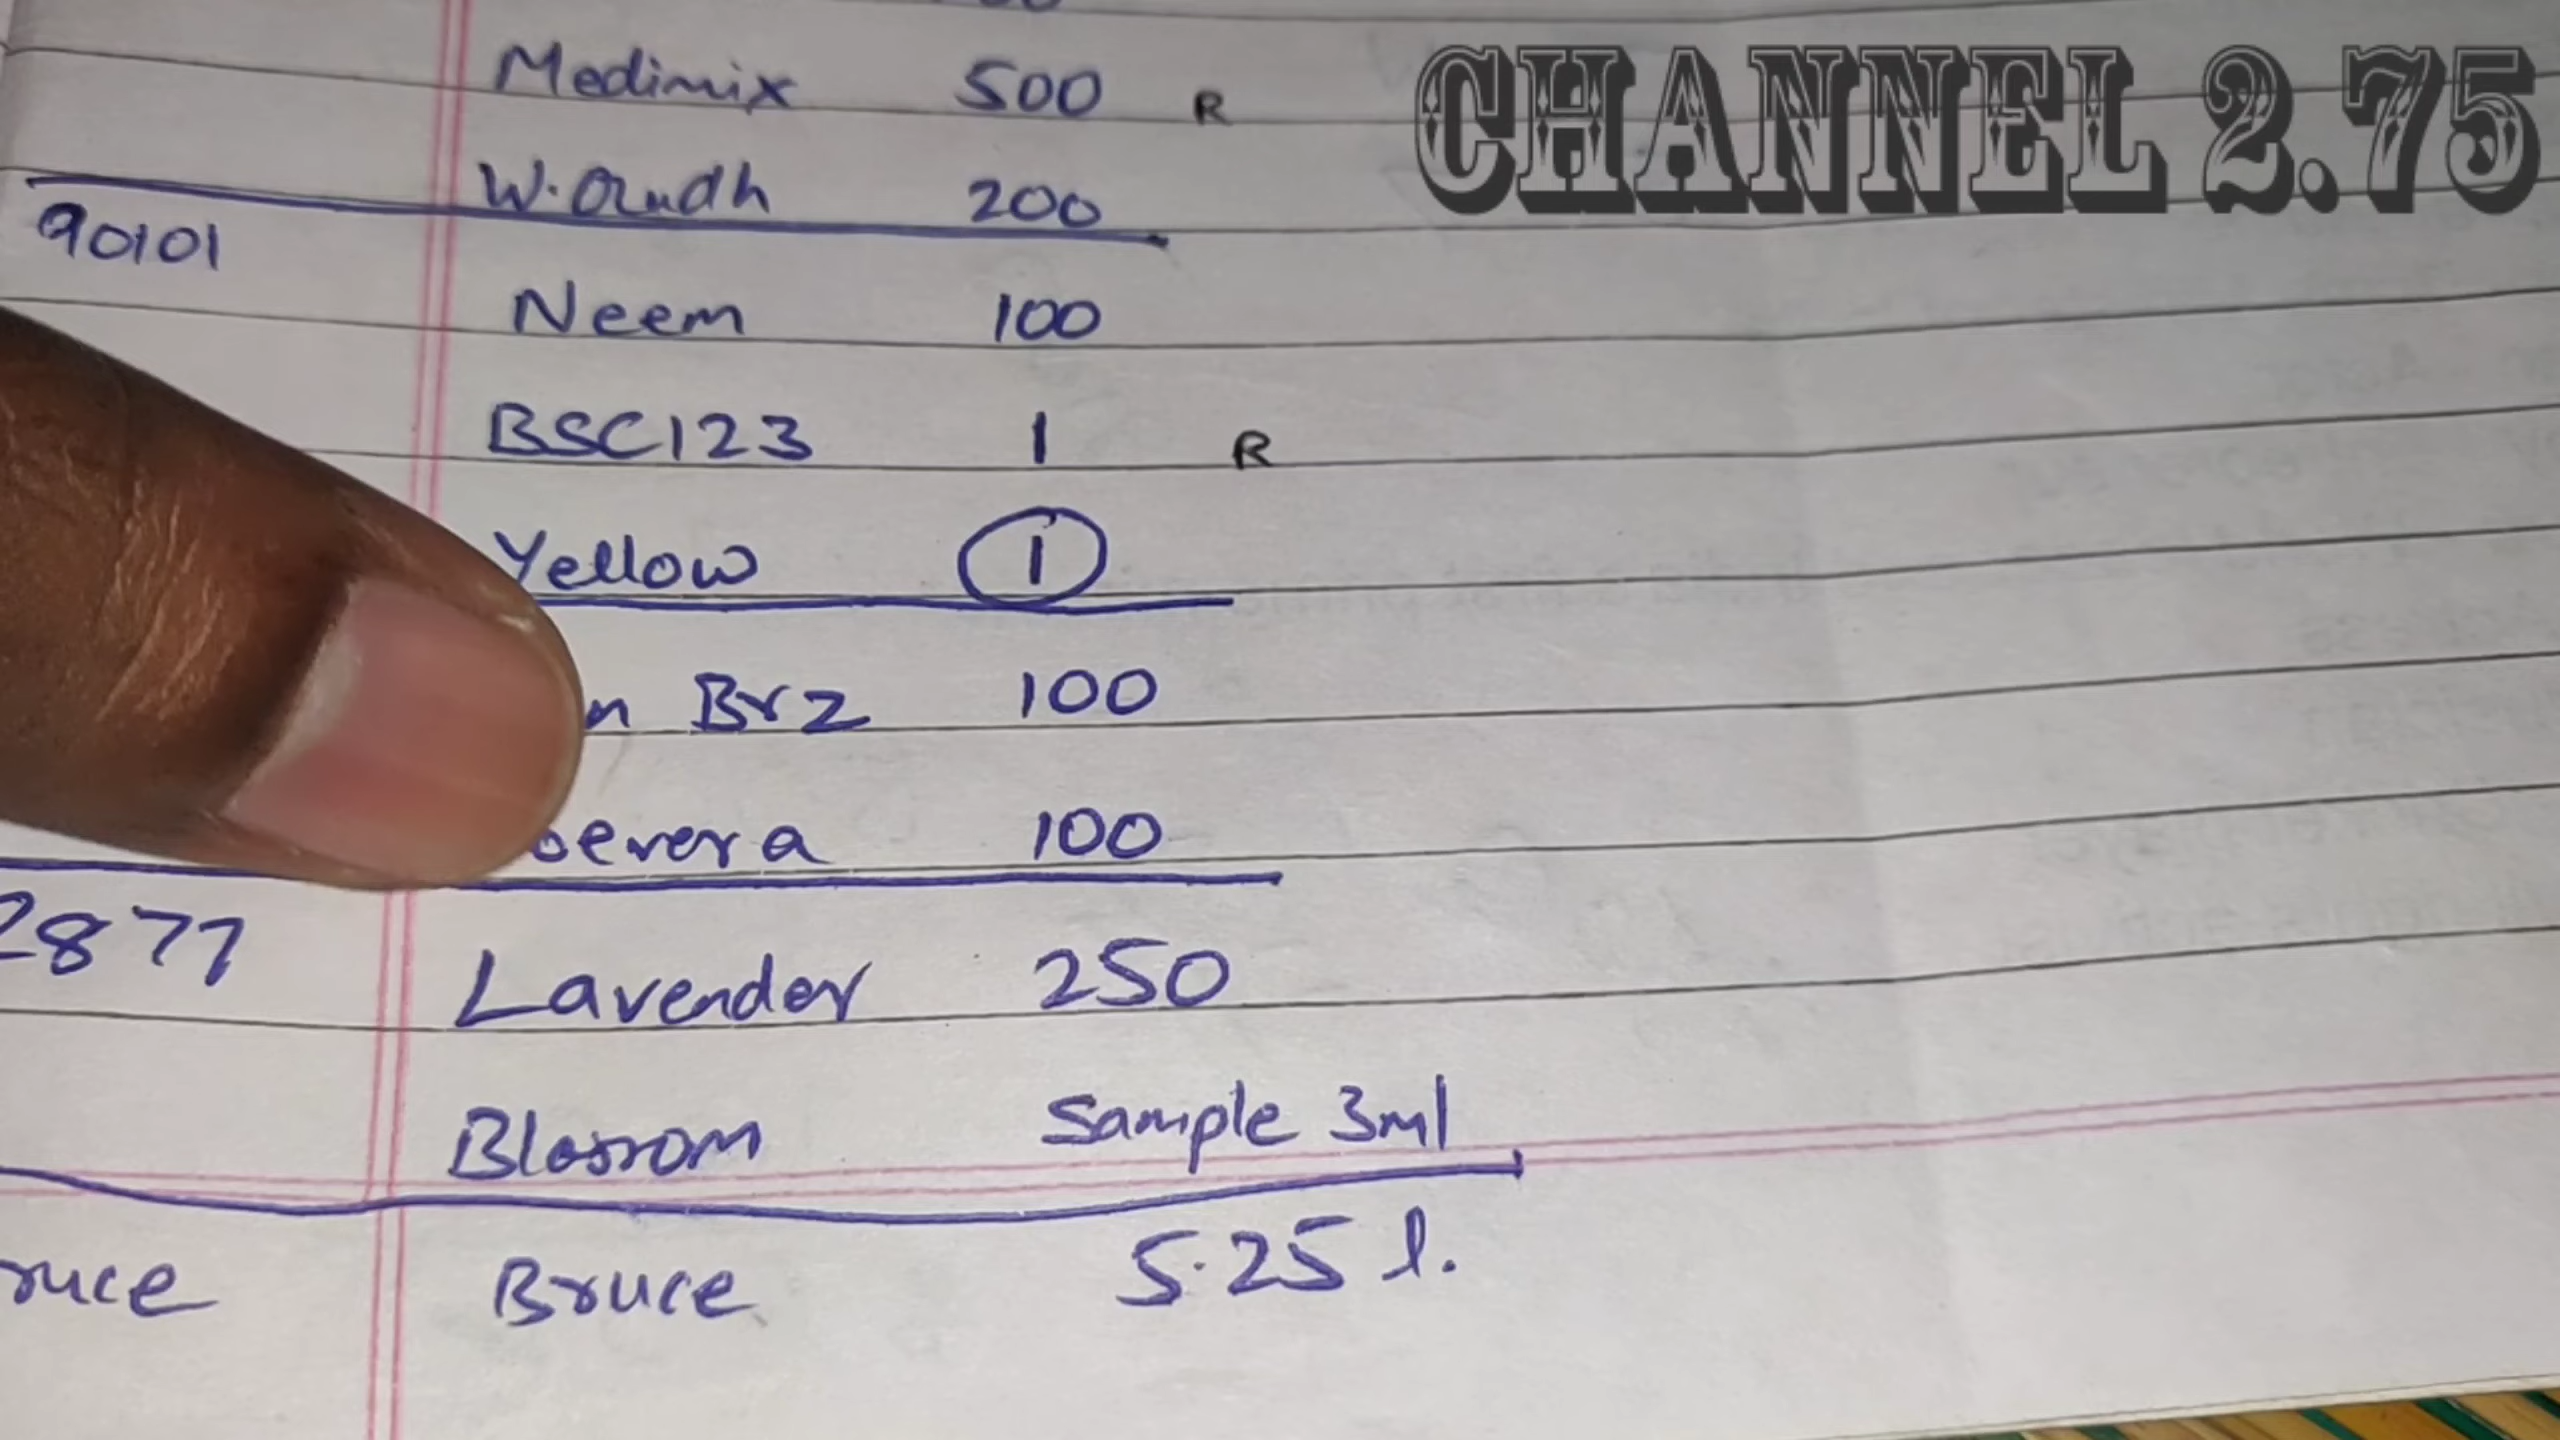 CHANNEL 2.75
Medimix 500 R
W. Oudh 200
90101
Neem 100
BSC123 1 R
Yellow 1
Brz 100
100
2877 Lavender 250
Blossom Sample 3ml
Bruce 5.25 l.